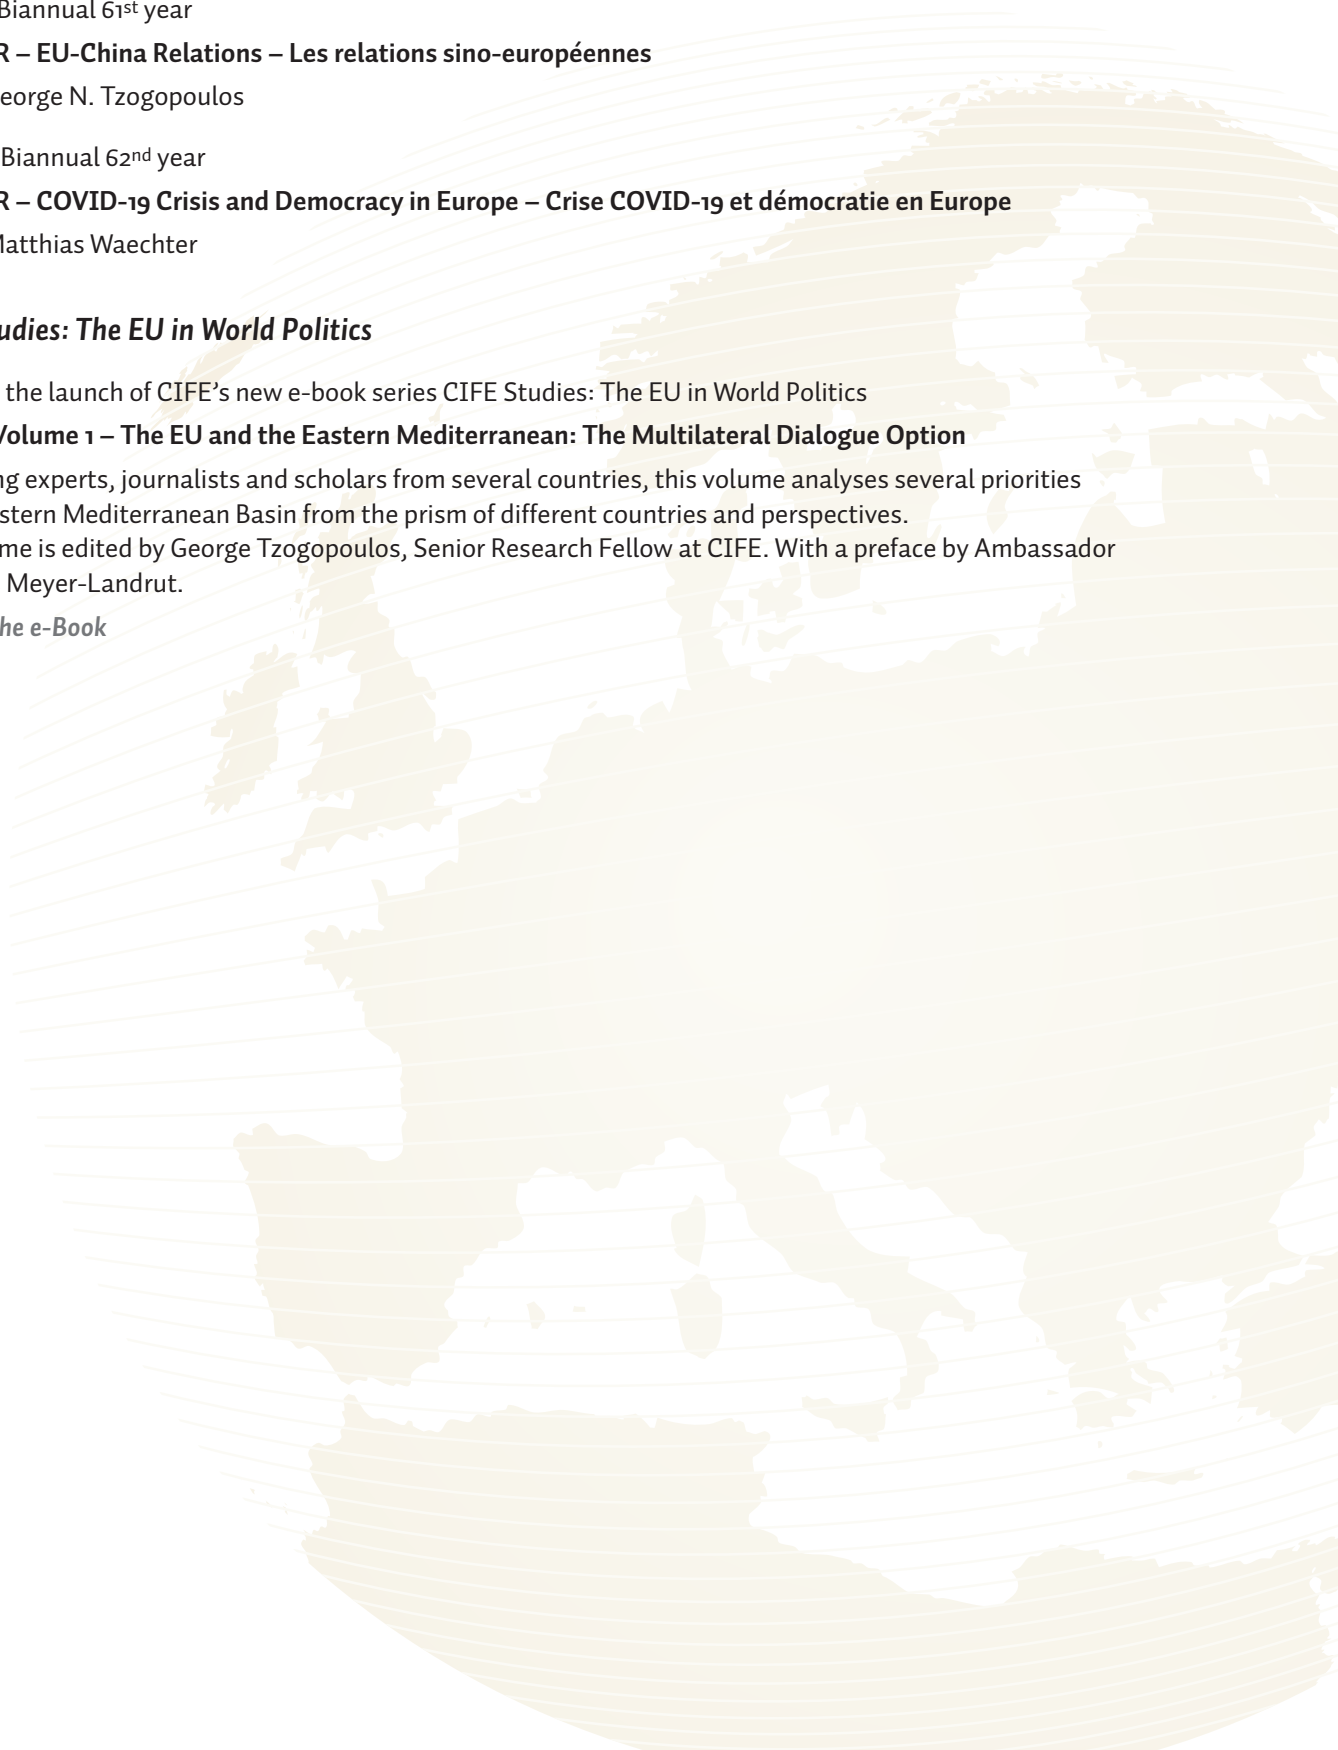 Biannual 61st year
R – EU-China Relations – Les relations sino-européennes
eorge N. Tzogopoulos
Biannual 62nd year
R – COVID-19 Crisis and Democracy in Europe – Crise COVID-19 et démocratie en Europe
Matthias Waechter
udies: The EU in World Politics
the launch of CIFE’s new e-book series CIFE Studies: The EU in World Politics
Volume 1 – The EU and the Eastern Mediterranean: The Multilateral Dialogue Option
ng experts, journalists and scholars from several countries, this volume analyses several priorities
stern Mediterranean Basin from the prism of different countries and perspectives.
me is edited by George Tzogopoulos, Senior Research Fellow at CIFE. With a preface by Ambassador
Meyer-Landrut.
he e-Book